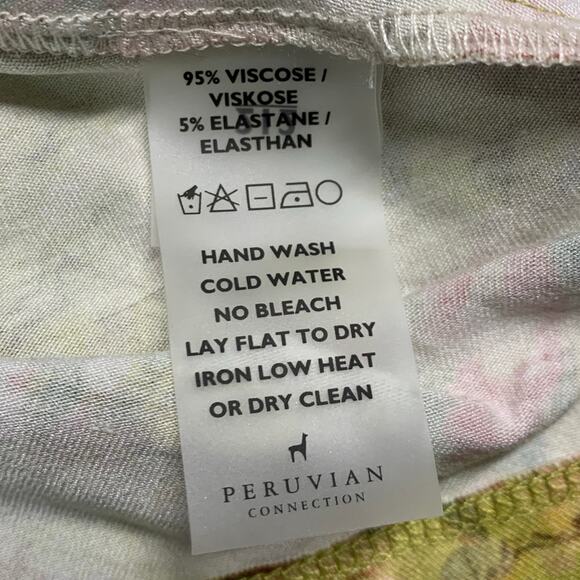 95% VISCOSE /
VISKOSE
5% ELASTANE /
ELASTHAN
HAND WASH
COLD WATER
NO BLEACH
LAY FLAT TO DRY
IRON LOW HEAT
OR DRY CLEAN
PERUVIAN
CONNECTION